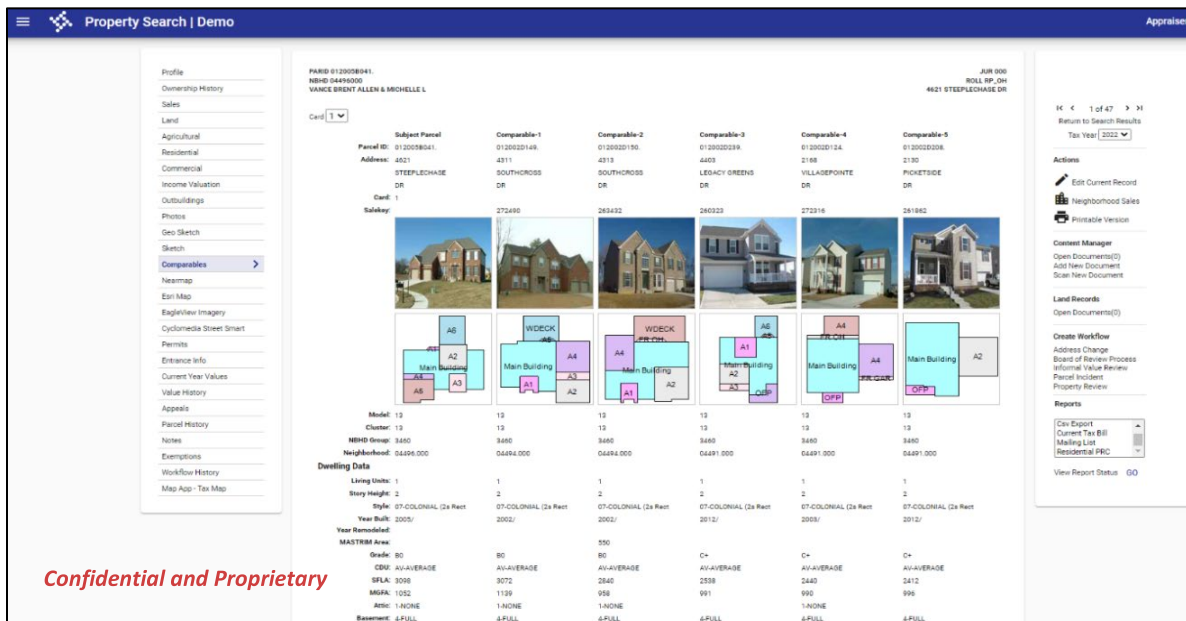 Property Search | Demo
Appraiser
Profile
Ownership History
Sales
Land
Agricultural
Residential
Commercial
Income Valuation
Outbuildings
Photos
Geo Sketch
Sketch
Comparables
Nearmap
Esri Map
EagleView Imagery
Cyclomedia Street Smart
Permits
Entrance Info
Current Year Values
Value History
Appeals
Parcel History
Notes
Exemptions
Workflow History
Map App - Tax Map
PARID 012005B041.
NBHD 04496000
VANCE BRENT ALLEN & MICHELLE L
JUR 000
ROLL RP_OH
4621 STEEPLECHASE DR
Card 1
Subject Parcel Comparable-1 Comparable-2 Comparable-3 Comparable-4 Comparable-5
Parcel ID: 012005B041. 012002D149. 012002D150. 012002D239. 012002D124. 012002D208.
Address: 4621 4311 4313 4403 2168 2130
STEEPLECHASE SOUTHCROSS SOUTHCROSS LEGACY GREENS VILLAGEPOINTE PICKETSIDE
DR DR DR DR DR DR
Card: 1
Salekey: 272490 263432 260323 272316 261862
A6 A2 Main Building A4 A3 A5
WDECK A4 Main Building A3 A1 A2
WDECK FR.OH A4 Main Building A2 A1
A6 A1 Main Building A2 A3 OFP
A4 FR.OH Main Building A4 FR.GAR OFP
Main Building A2 OFP
Model: 13 13 13 13 13 13
Cluster: 13 13 13 13 13 13
NBHD Group: 3460 3460 3460 3460 3460 3460
Neighborhood: 04496.000 04494.000 04494.000 04491.000 04491.000 04491.000
Dwelling Data
Living Units: 1 1 1 1 1 1
Story Height: 2 2 2 2 2 2
Style: 07-COLONIAL (2s Rect 07-COLONIAL (2s Rect 07-COLONIAL (2s Rect 07-COLONIAL (2s Rect 07-COLONIAL (2s Rect 07-COLONIAL (2s Rect
Year Built: 2005/ 2002/ 2002/ 2012/ 2003/ 2012/
Year Remodeled:
MASTRIM Area: 550
Grade: B0 B0 B0 C+ C+ C+
CDU: AV-AVERAGE AV-AVERAGE AV-AVERAGE AV-AVERAGE AV-AVERAGE AV-AVERAGE
SFLA: 3098 3072 2840 2538 2440 2412
MGFA: 1052 1139 958 991 990 996
Attic: 1-NONE 1-NONE 1-NONE 1-NONE
Basement: 4-FULL 4-FULL 4-FULL 4-FULL 4-FULL 4-FULL
Confidential and Proprietary
1 of 47
Return to Search Results
Tax Year 2022
Actions
Edit Current Record
Neighborhood Sales
Printable Version
Content Manager
Open Documents(0)
Add New Document
Scan New Document
Land Records
Open Documents(0)
Create Workflow
Address Change
Board of Review Process
Informal Value Review
Parcel Incident
Property Review
Reports
Csv Export
Current Tax Bill
Mailing List
Residential PRC
View Report Status GO